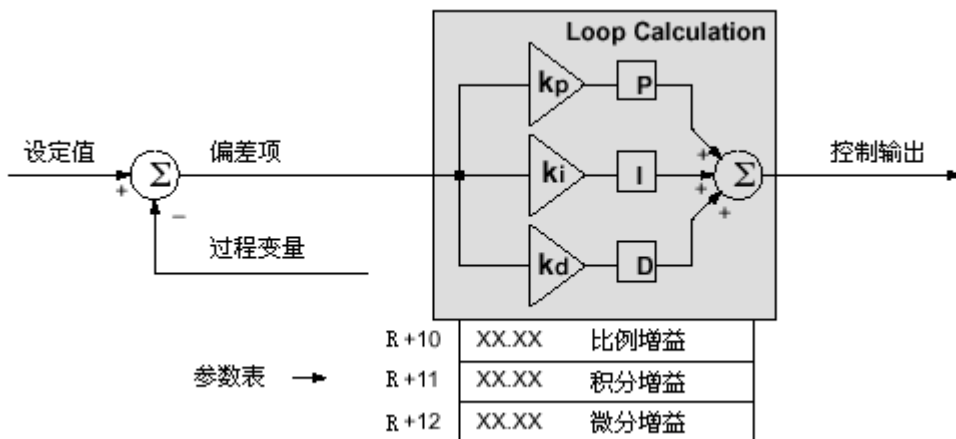 Loop Calculation
kp P
设定值 Σ 偏差项 ki I Σ 控制输出
+ + + +
−
过程变量 kd D
R+10 XX.XX 比例增益
参数表 R+11 XX.XX 积分增益
R+12 XX.XX 微分增益